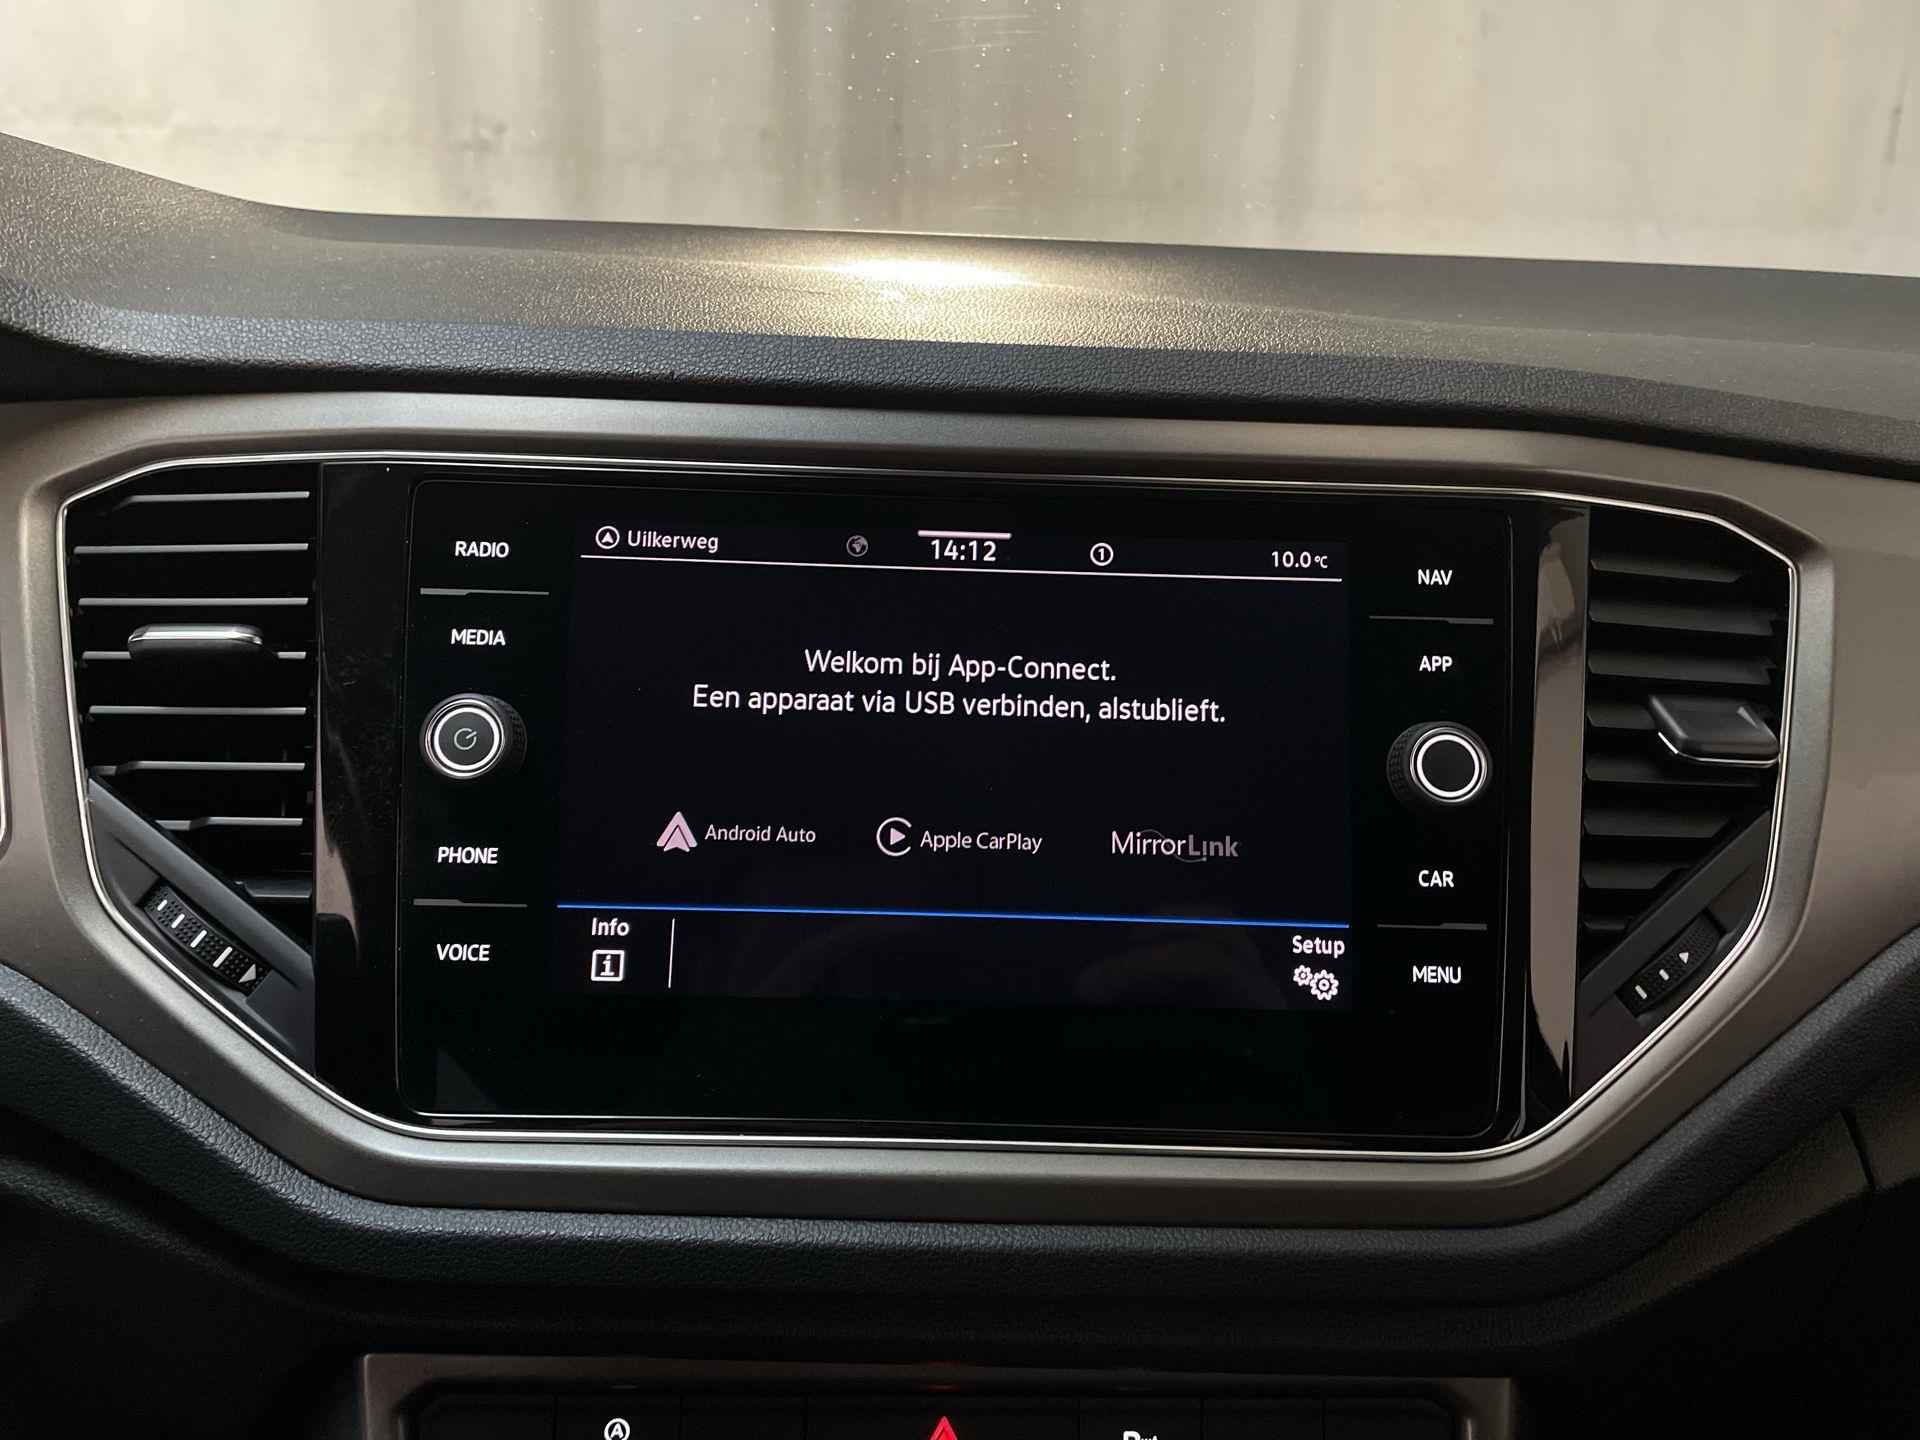 RADIO
MEDIA
PHONE
VOICE
Uilkerweg
14:12
1
10.0 °C
Welkom bij App-Connect.
Een apparaat via USB verbinden, alstublieft.
Android Auto
Apple CarPlay
MirrorLink
Info
i
Setup
NAV
APP
CAR
MENU
A